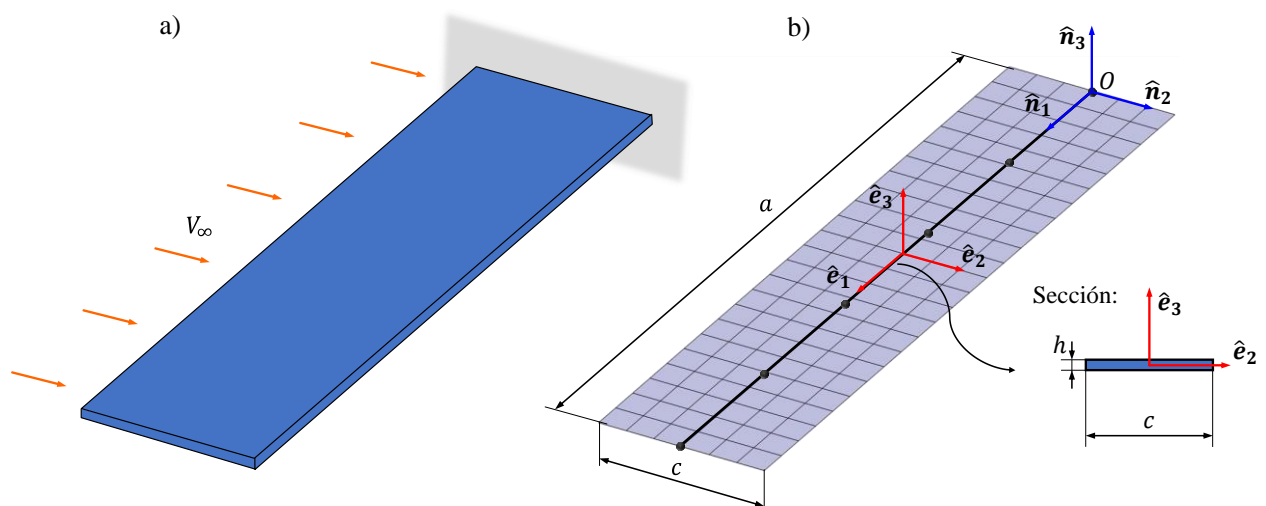 a)
V∞
b)
n̂₃
O
n̂₂
n̂₁
a
ê₃
ê₂
ê₁
c
Sección:
ê₃
h
ê₂
c